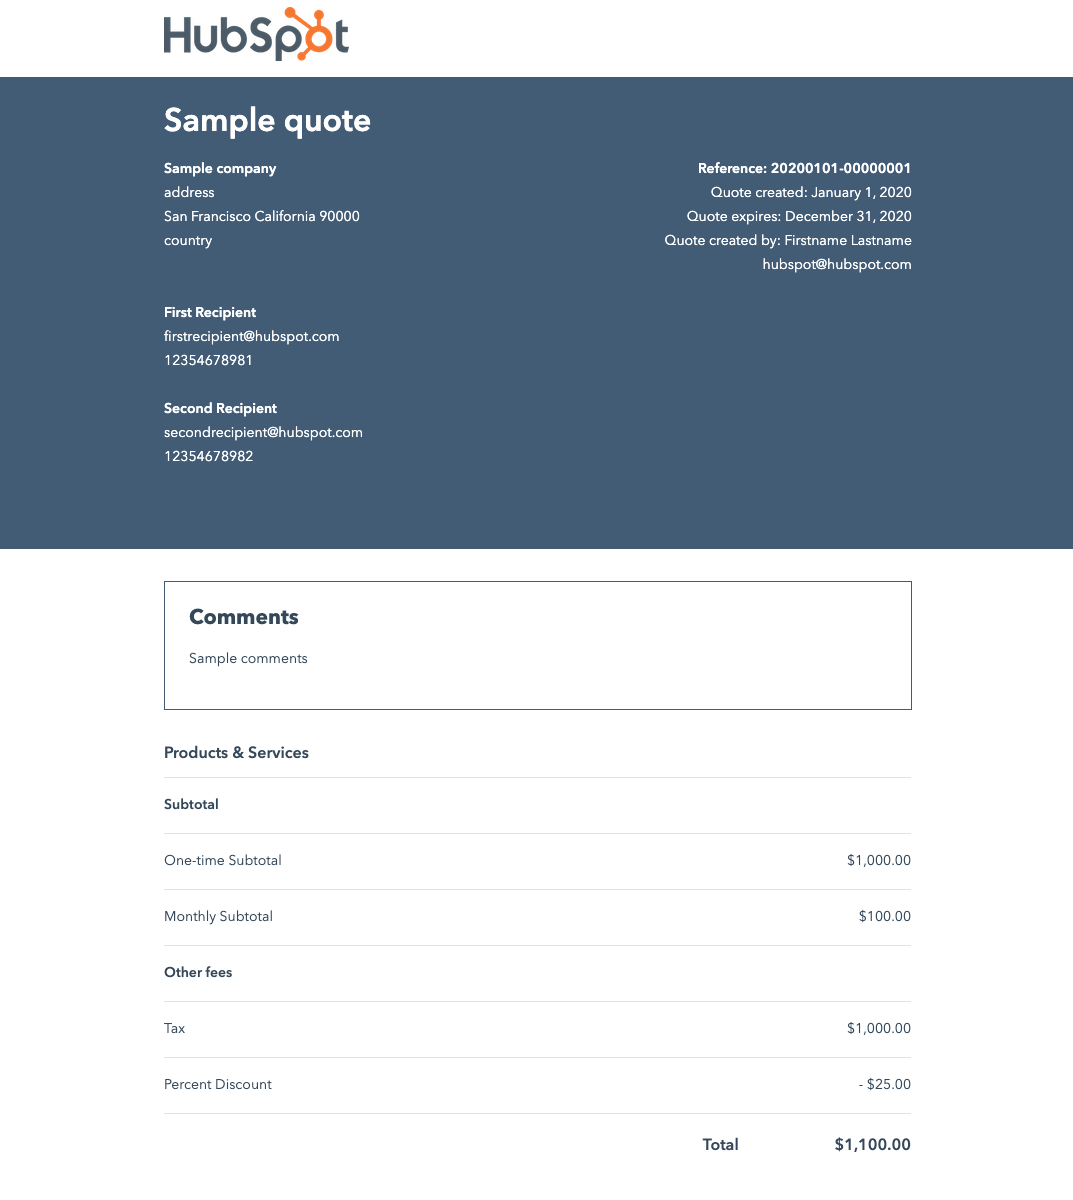 HubSpot
Sample quote
Sample company
address
San Francisco California 90000
country
Reference: 20200101-00000001
Quote created: January 1, 2020
Quote expires: December 31, 2020
Quote created by: Firstname Lastname
hubspot@hubspot.com
First Recipient
firstrecipient@hubspot.com
12354678981
Second Recipient
secondrecipient@hubspot.com
12354678982
Comments
Sample comments
Products & Services
Subtotal
One-time Subtotal $1,000.00
Monthly Subtotal $100.00
Other fees
Tax $1,000.00
Percent Discount - $25.00
Total $1,100.00